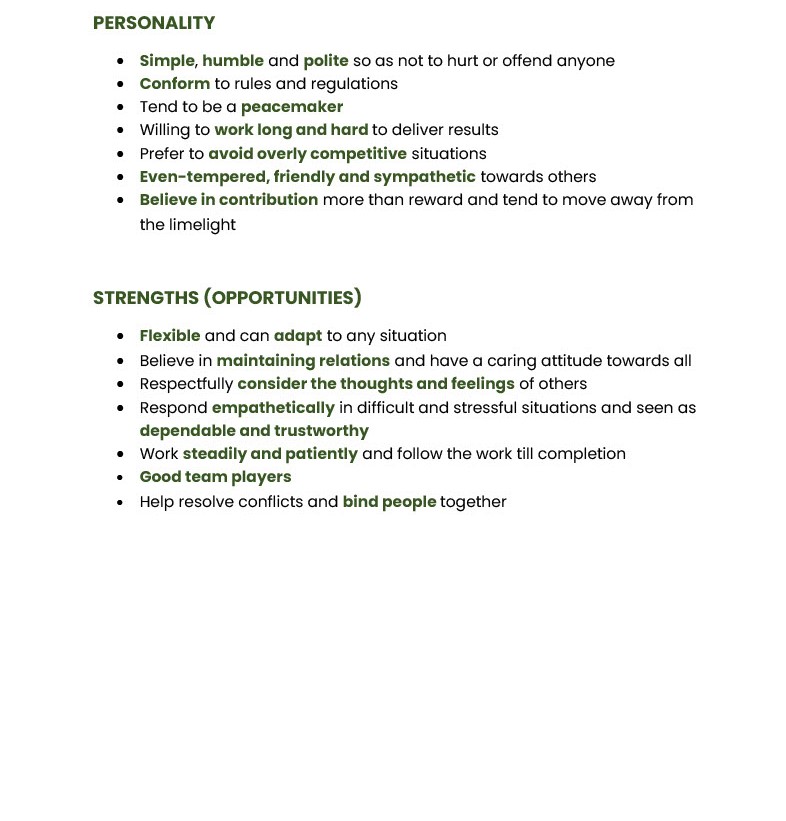 PERSONALITY
• Simple, humble and polite so as not to hurt or offend anyone
• Conform to rules and regulations
• Tend to be a peacemaker
• Willing to work long and hard to deliver results
• Prefer to avoid overly competitive situations
• Even-tempered, friendly and sympathetic towards others
• Believe in contribution more than reward and tend to move away from
the limelight
STRENGTHS (OPPORTUNITIES)
• Flexible and can adapt to any situation
• Believe in maintaining relations and have a caring attitude towards all
• Respectfully consider the thoughts and feelings of others
• Respond empathetically in difficult and stressful situations and seen as
dependable and trustworthy
• Work steadily and patiently and follow the work till completion
• Good team players
• Help resolve conflicts and bind people together